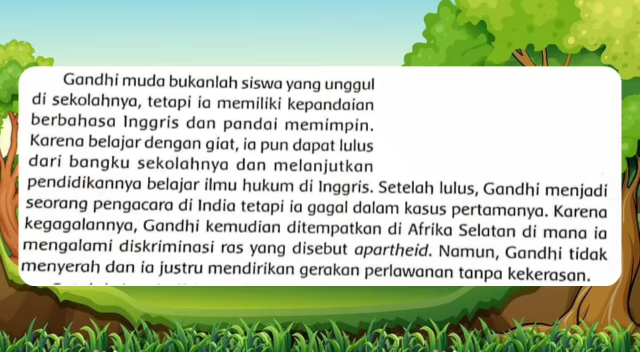 Gandhi muda bukanlah siswa yang unggul
di sekolahnya, tetapi ia memiliki kepandaian
berbahasa Inggris dan pandai memimpin.
Karena belajar dengan giat, ia pun dapat lulus
dari bangku sekolahnya dan melanjutkan
pendidikannya belajar ilmu hukum di Inggris. Setelah lulus, Gandhi menjadi
seorang pengacara di India tetapi ia gagal dalam kasus pertamanya. Karena
kegagalannya, Gandhi kemudian ditempatkan di Afrika Selatan di mana ia
mengalami diskriminasi ras yang disebut apartheid. Namun, Gandhi tidak
menyerah dan ia justru mendirikan gerakan perlawanan tanpa kekerasan.